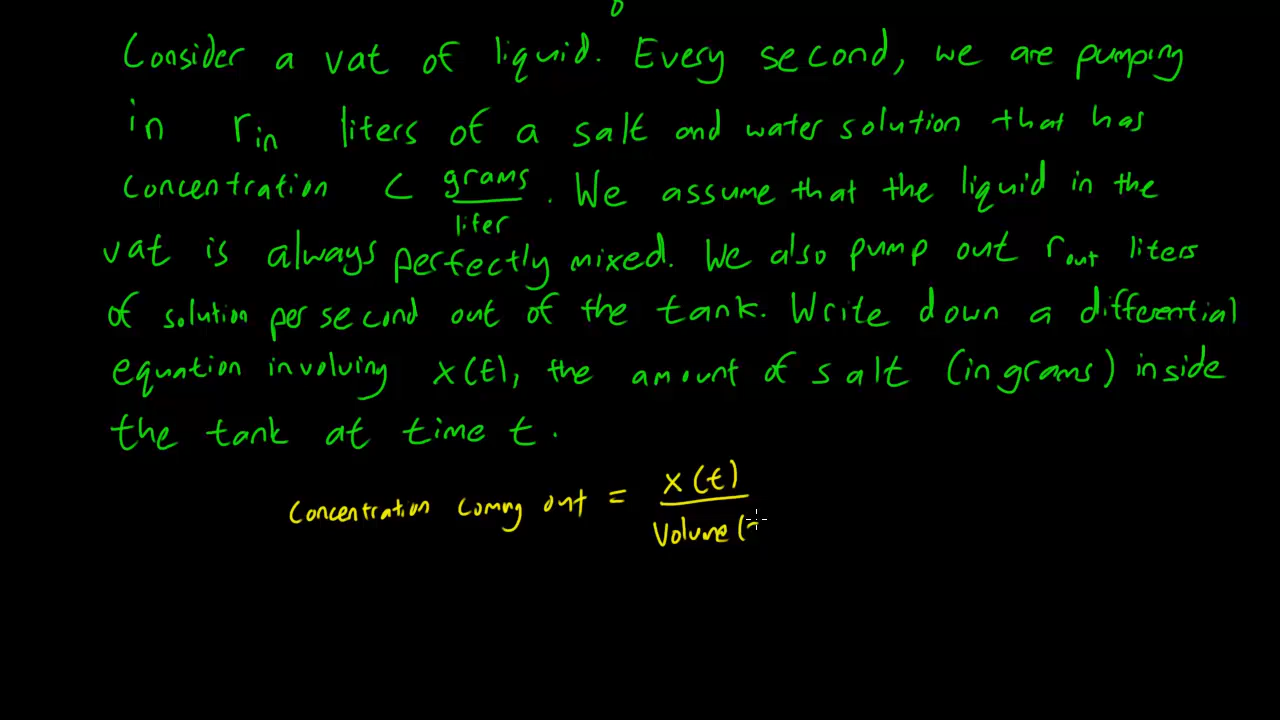 Consider a vat of liquid. Every second, we are pumping
in r_in liters of a salt and water solution that has
concentration C grams/liter. We assume that the liquid in the
vat is always perfectly mixed. We also pump out r_out liters
of solution per second out of the tank. Write down a differential
equation involving x(t), the amount of salt (in grams) inside
the tank at time t.
Concentration coming out = x(t)/Volume(